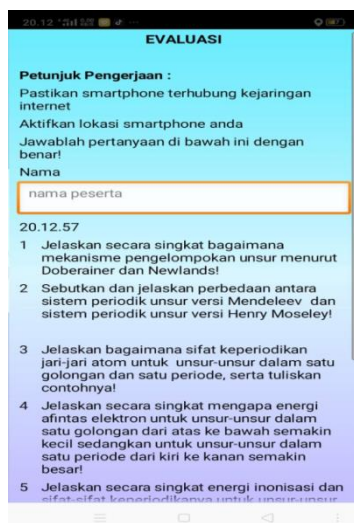 20.12
EVALUASI
Petunjuk Pengerjaan :
Pastikan smartphone terhubung kejaringan
internet
Aktifkan lokasi smartphone anda
Jawablah pertanyaan di bawah ini dengan
benar!
Nama
nama peserta
20.12.57
1 Jelaskan secara singkat bagaimana
mekanisme pengelompokan unsur menurut
Doberainer dan Newlands!
2 Sebutkan dan jelaskan perbedaan antara
sistem periodik unsur versi Mendeleev dan
sistem periodik unsur versi Henry Moseley!
3 Jelaskan bagaimana sifat keperiodikan
jari-jari atom untuk unsur-unsur dalam satu
golongan dan satu periode, serta tuliskan
contohnya!
4 Jelaskan secara singkat mengapa energi
afintas elektron untuk unsur-unsur dalam
satu golongan dari atas ke bawah semakin
kecil sedangkan untuk unsur-unsur dalam
satu periode dari kiri ke kanan semakin
besar!
5 Jelaskan secara singkat energi inonisasi dan
sifat-sifat keperiodikanya untuk unsur-unsur